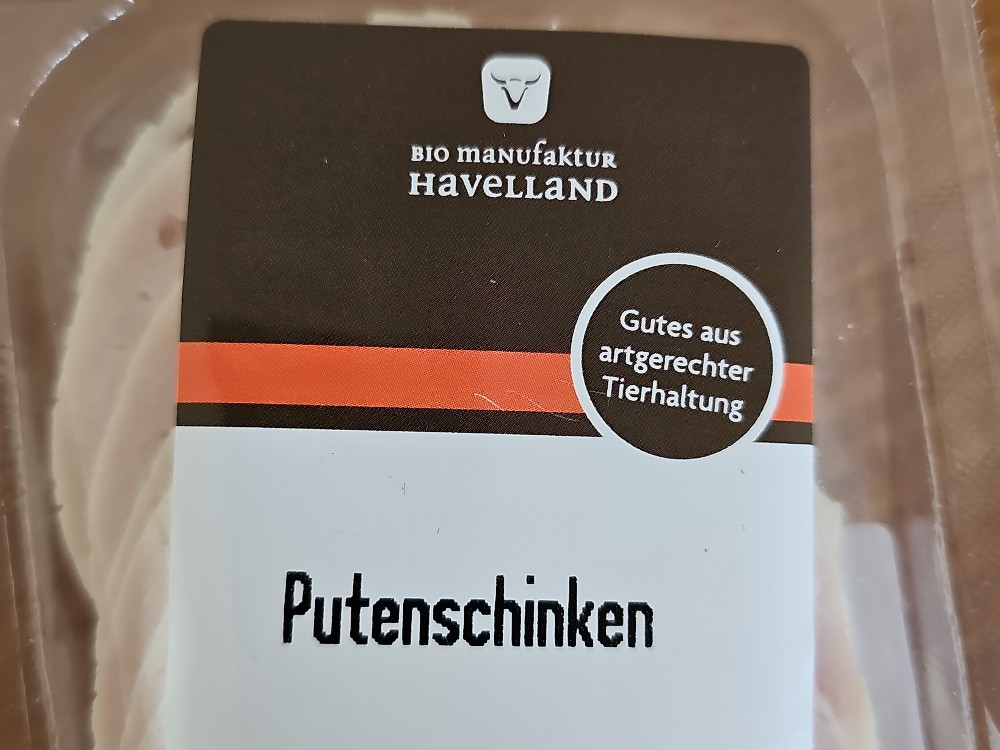 BIO manufaktur
Havelland
Gutes aus
artgerechter
Tierhaltung
Putenschinken